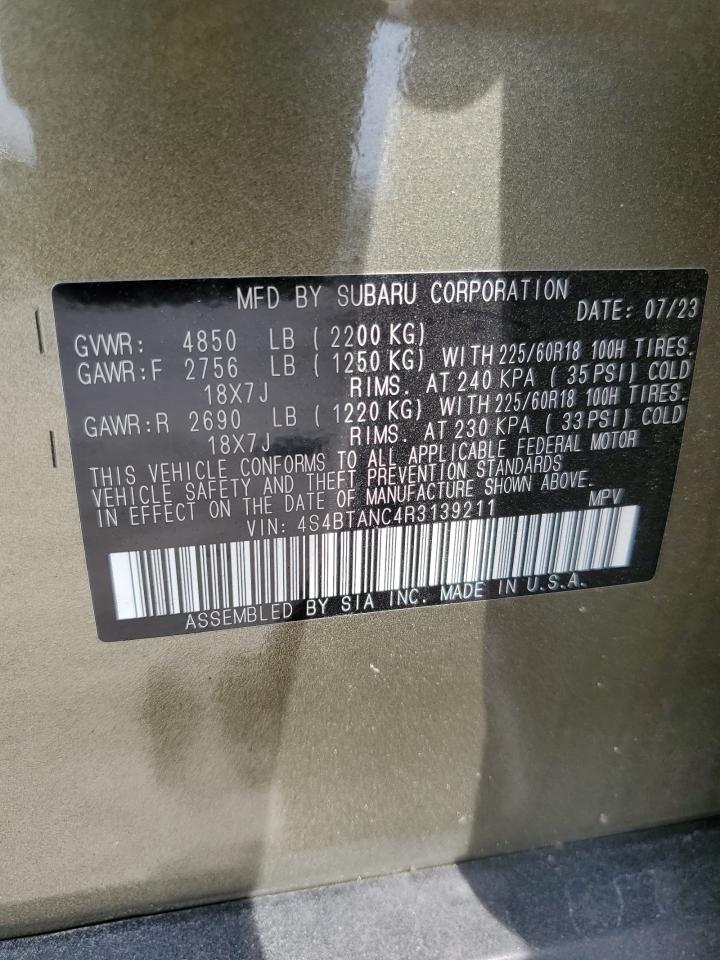 MFD BY SUBARU CORPORATION DATE: 07/23
GVWR: 4850 LB ( 2200 KG)
GAWR:F 2756 LB ( 1250 KG) WITH 225/60R18 100H TIRES.
18X7J RIMS. AT 240 KPA ( 35 PSI) COLD
GAWR:R 2690 LB ( 1220 KG) WITH 225/60R18 100H TIRES.
18X7J RIMS. AT 230 KPA ( 33 PSI) COLD
THIS VEHICLE CONFORMS TO ALL APPLICABLE FEDERAL MOTOR
VEHICLE SAFETY AND THEFT PREVENTION STANDARDS
IN EFFECT ON THE DATE OF MANUFACTURE SHOWN ABOVE.
VIN: 4S4BTANC4R3139211 MPV
ASSEMBLED BY SIA INC. MADE IN U.S.A.